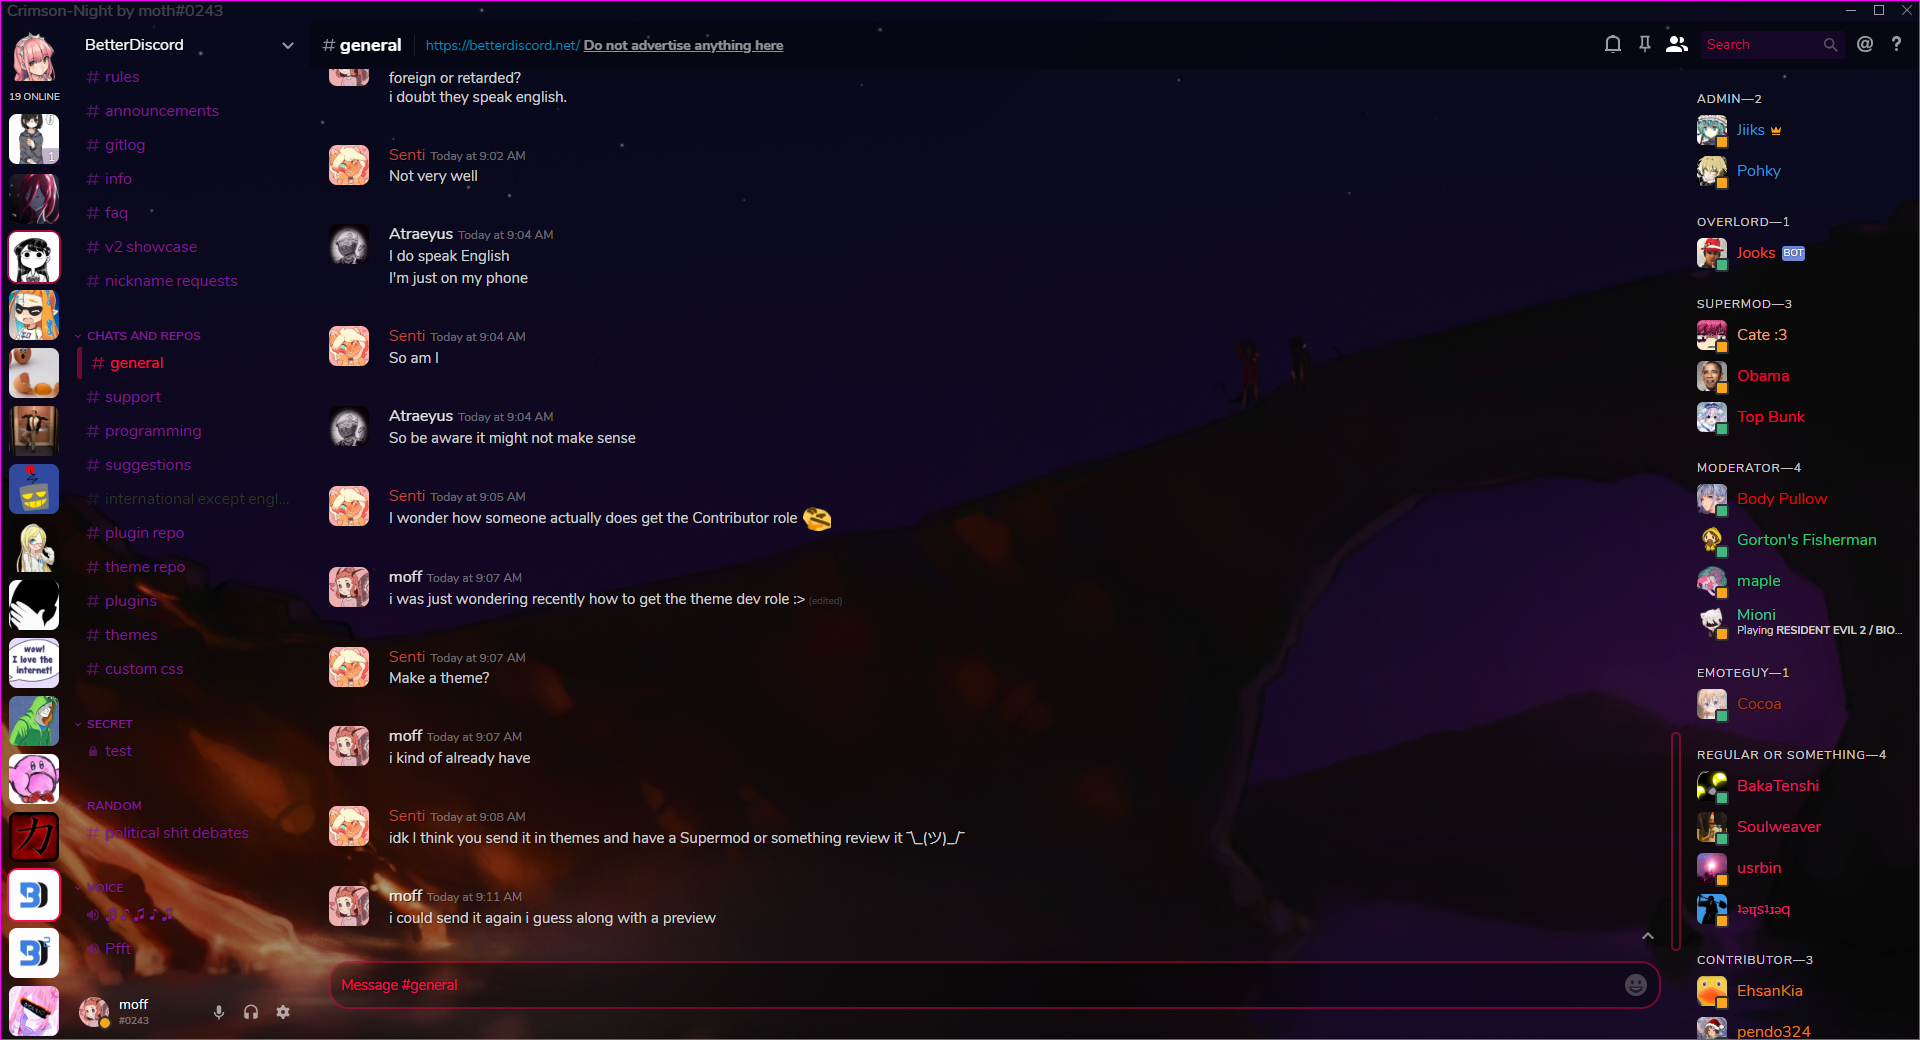 Crimson-Night by moth#0243
19 ONLINE
1
wow!
I love the
internet!
力
BetterDiscord
# rules
# announcements
# gitlog
# info
# faq
# v2 showcase
# nickname requests
CHATS AND REPOS
# general
# support
# programming
# suggestions
# international except engl...
# plugin repo
# theme repo
# plugins
# themes
# custom css
SECRET
test
RANDOM
# political shit debates
VOICE
♫♪♫♪♫
Pfft
moff
#0243
# general
https://betterdiscord.net/ Do not advertise anything here
Search
foreign or retarded?
i doubt they speak english.
Senti Today at 9:02 AM
Not very well
Atraeyus Today at 9:04 AM
I do speak English
I'm just on my phone
Senti Today at 9:04 AM
So am I
Atraeyus Today at 9:04 AM
So be aware it might not make sense
Senti Today at 9:05 AM
I wonder how someone actually does get the Contributor role
moff Today at 9:07 AM
i was just wondering recently how to get the theme dev role :> (edited)
Senti Today at 9:07 AM
Make a theme?
moff Today at 9:07 AM
i kind of already have
Senti Today at 9:08 AM
idk I think you send it in themes and have a Supermod or something review it ¯\_(ツ)_/¯
moff Today at 9:11 AM
i could send it again i guess along with a preview
Message #general
ADMIN—2
Jiiks
Pohky
OVERLORD—1
Jooks BOT
SUPERMOD—3
Cate :3
Obama
Top Bunk
MODERATOR—4
Body Pullow
Gorton's Fisherman
maple
Mioni
Playing RESIDENT EVIL 2 / BIO...
EMOTEGUY—1
Cocoa
REGULAR OR SOMETHING—4
BakaTenshi
Soulweaver
usrbin
CONTRIBUTOR—3
EhsanKia
pendo324